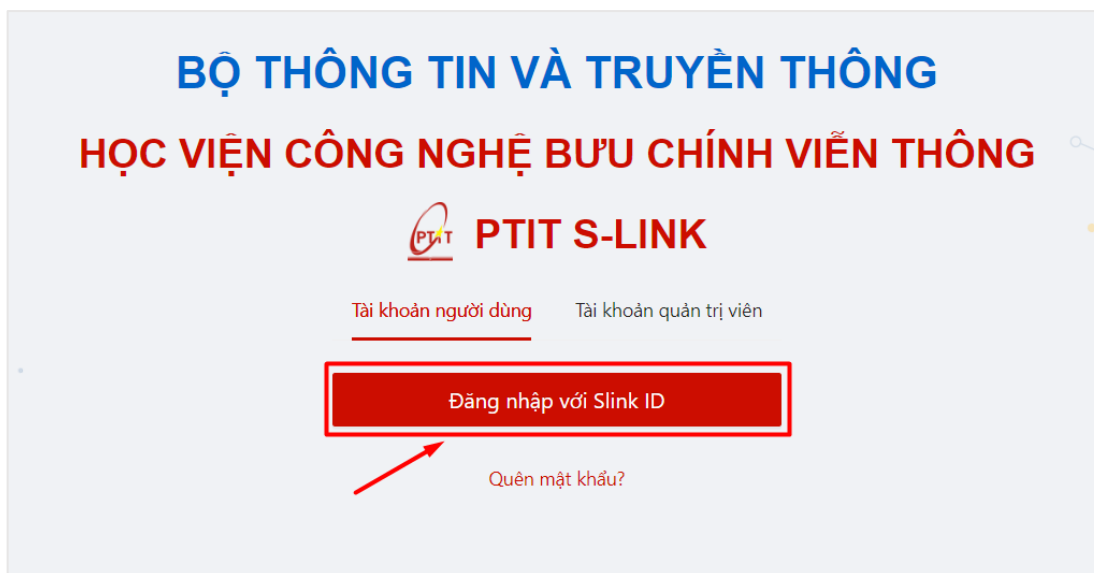 BỘ THÔNG TIN VÀ TRUYỀN THÔNG
HỌC VIỆN CÔNG NGHỆ BƯU CHÍNH VIỄN THÔNG
PTIT PTIT S-LINK
Tài khoản người dùng Tài khoản quản trị viên
Đăng nhập với Slink ID
Quên mật khẩu?